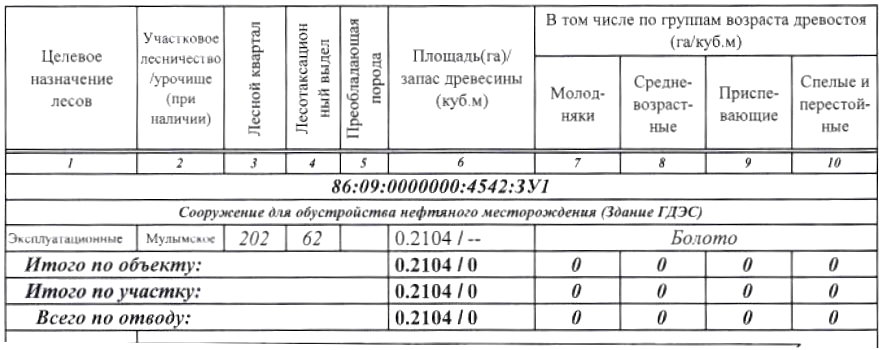 Целевое назначение лесов
Участковое лесничество /урочище (при наличии)
Лесной квартал
Лесотаксацион ный выдел
Преобладающая порода
Площадь(га)/ запас древесины (куб.м)
В том числе по группам возраста древостоя (га/куб.м)
Молод- няки
Средне- возраст- ные
Приспе- вающие
Спелые и перестой- ные
1 2 3 4 5 6 7 8 9 10
86:09:0000000:4542:ЗУ1
Сооружение для обустройства нефтяного месторождения (Здание ГДЭС)
Эксплуатационные Мулымское 202 62 0.2104 / -- Болото
Итого по объекту: 0.2104 / 0 0 0 0 0
Итого по участку: 0.2104 / 0 0 0 0 0
Всего по отводу: 0.2104 / 0 0 0 0 0